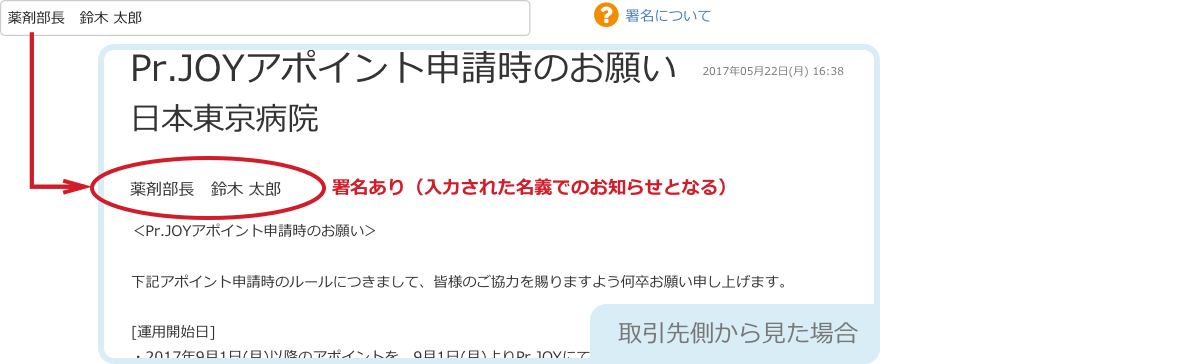 薬剤部長　鈴木 太郎
? 署名について
Pr.JOYアポイント申請時のお願い
2017年05月22日(月) 16:38
日本東京病院
薬剤部長　鈴木 太郎
署名あり（入力された名義でのお知らせとなる）
＜Pr.JOYアポイント申請時のお願い＞
下記アポイント申請時のルールにつきまして、皆様のご協力を賜りますよう何卒お願い申し上げます。
[運用開始日]
・2017年9月1日(月)以降のアポイントを、9月1日(月)よりPr.JOYにて
取引先側から見た場合